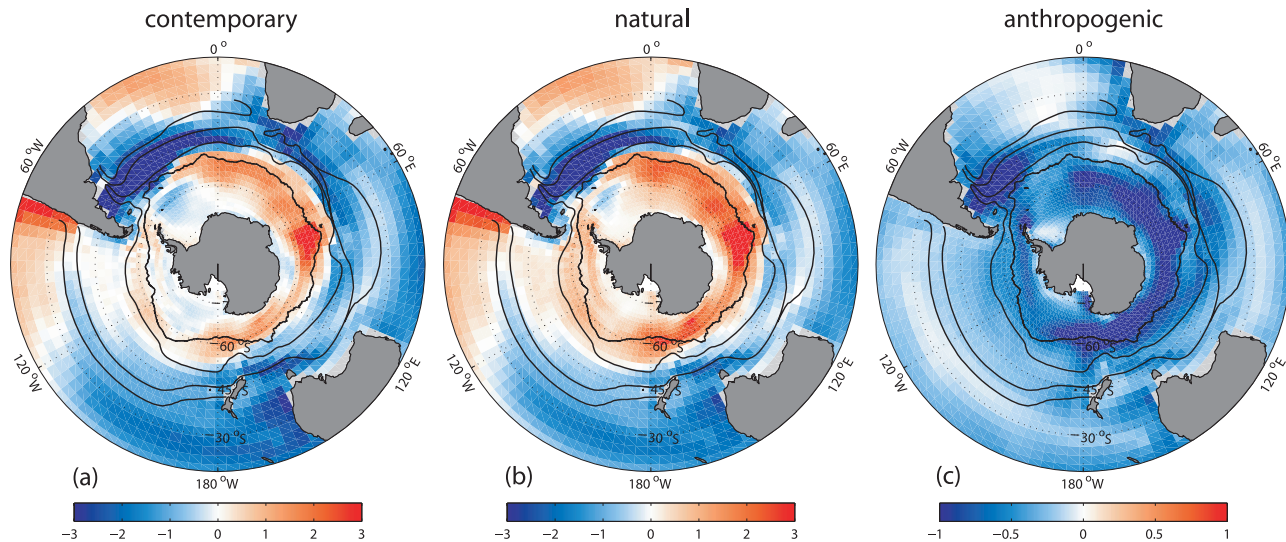 contemporary
natural
anthropogenic
0 °
0 °
0 °
60 °W
60 °E
60 °W
60 °E
60 °W
60 °E
−60 °S
−60 °S
−60 °S
120 °W
−45 °S
120 °E
120 °W
−45 °S
120 °E
120 °W
−45 °S
120 °E
−30 °S
−30 °S
−30 °S
(a)
180 °W
(b)
180 °W
(c)
180 °W
−3 −2 −1 0 1 2 3
−3 −2 −1 0 1 2 3
−1 −0.5 0 0.5 1